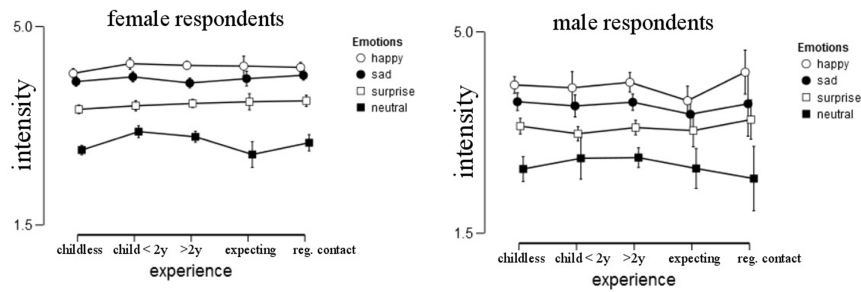 female respondents
5.0
Emotions
happy
sad
surprise
neutral
intensity
1.5
childless child < 2y >2y expecting reg. contact
experience
male respondents
5.0
Emotions
happy
sad
surprise
neutral
intensity
1.5
childless child < 2y >2y expecting reg. contact
experience